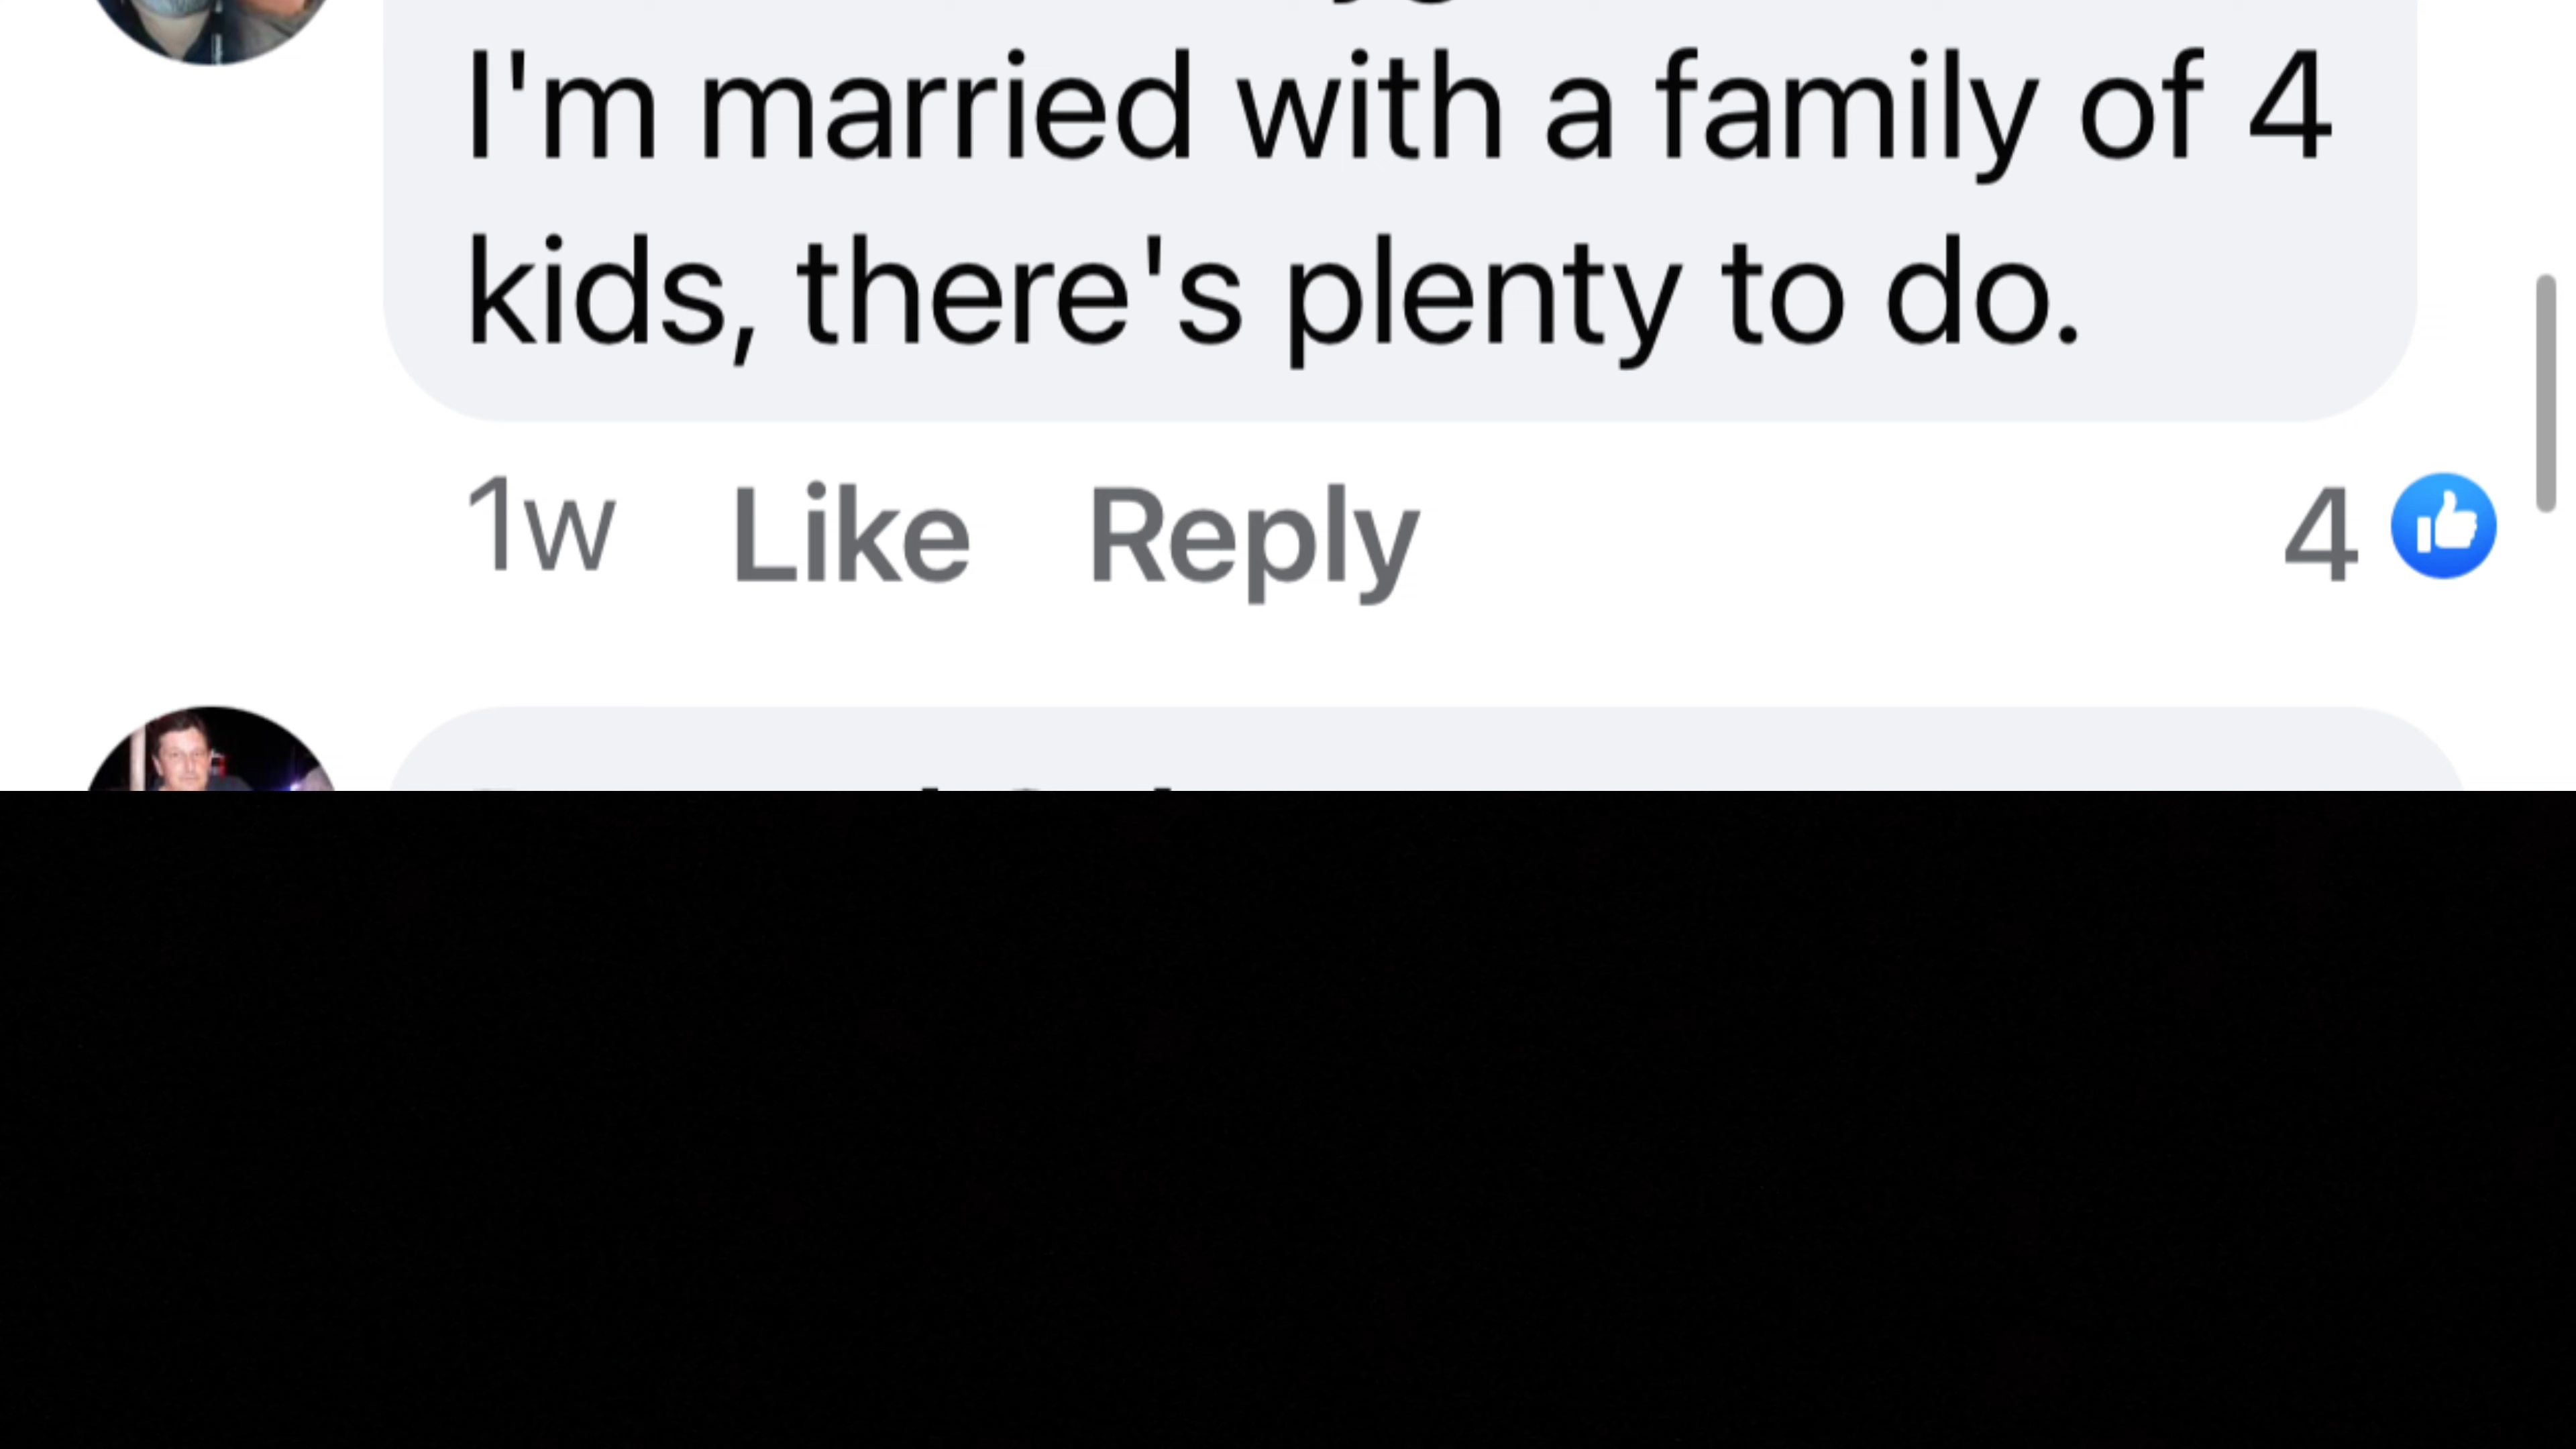 I'm married with a family of 4
kids, there's plenty to do.
1w Like Reply 4